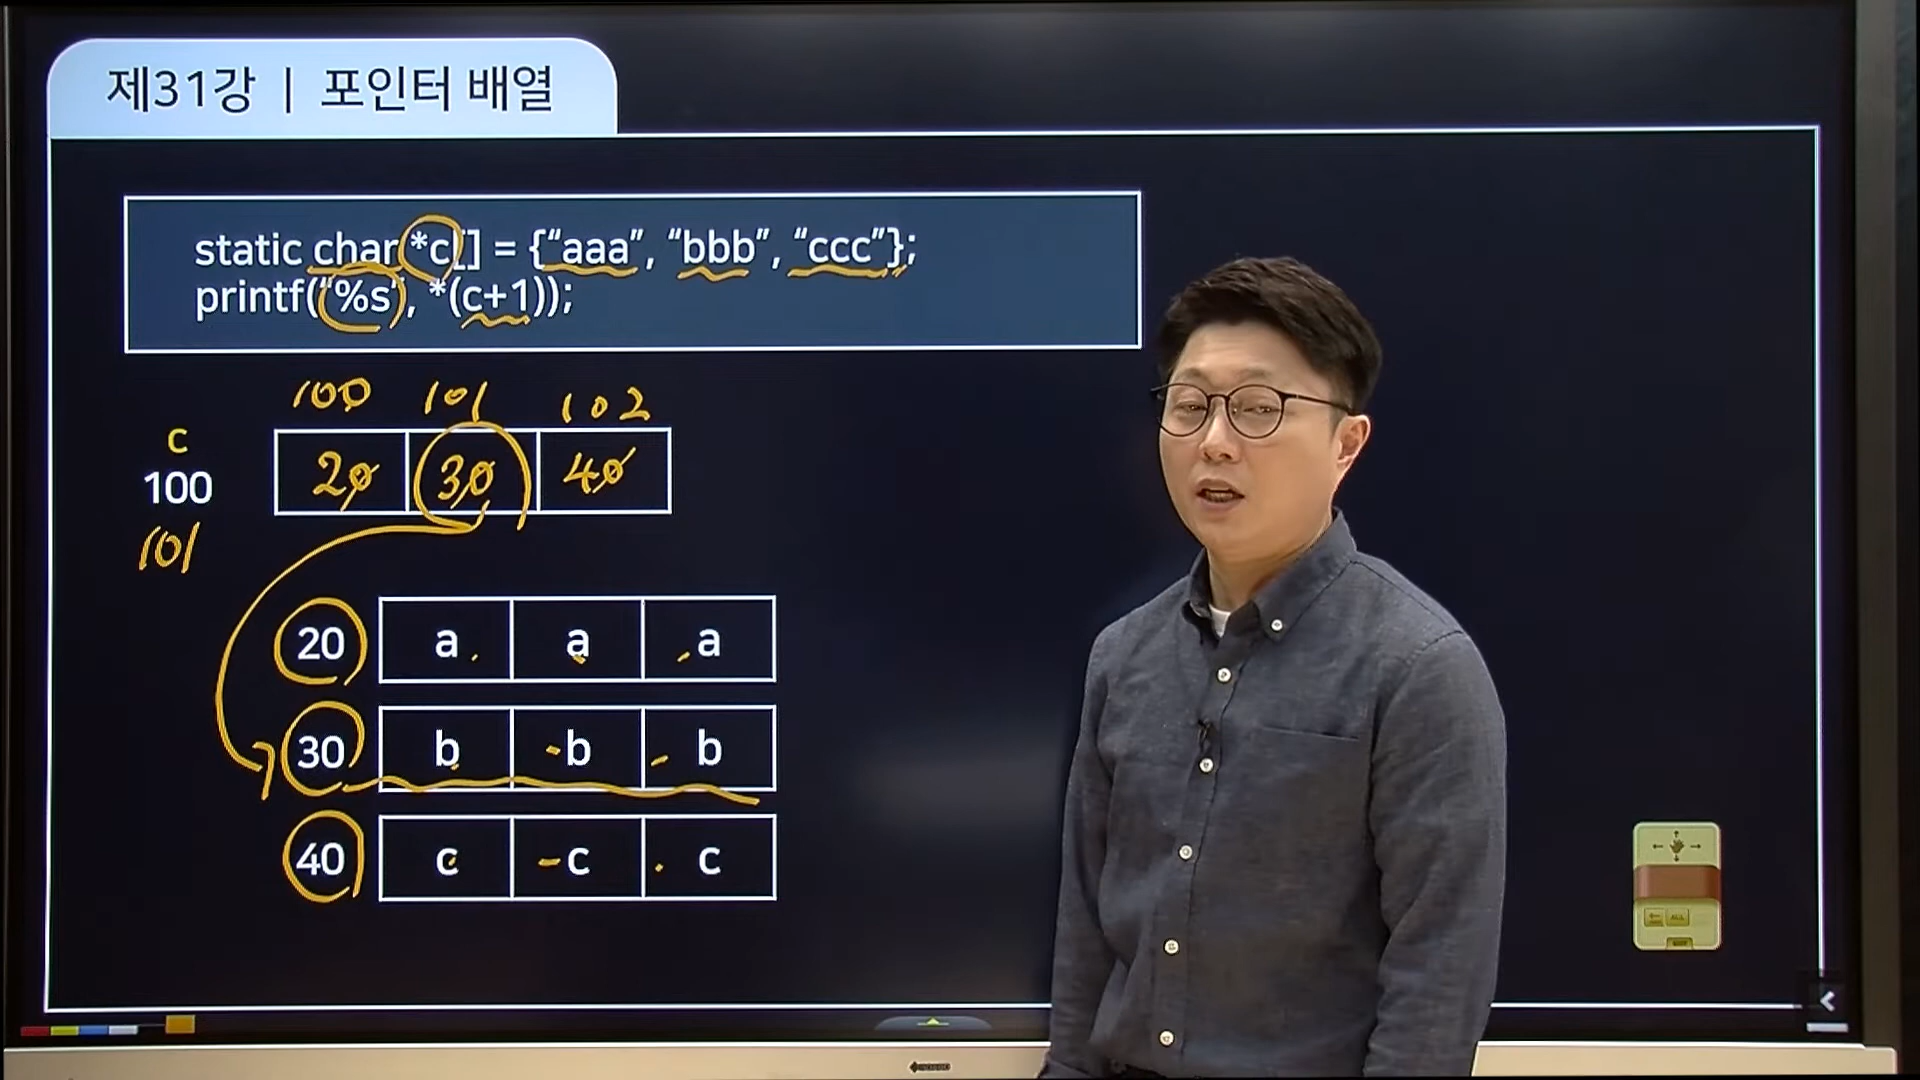 제31강 | 포인터 배열
static char *c[] = {“aaa”, “bbb”, “ccc”};
printf(“%s”, *(c+1));
100 101 102
c
100 20 30 40
101
20 a a a
30 b b b
40 c c c